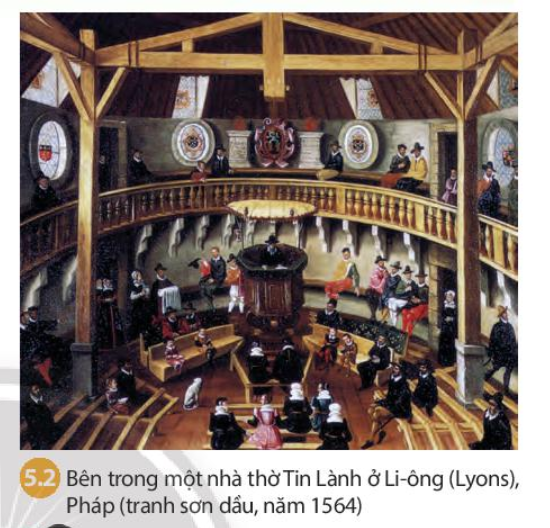 5.2 Bên trong một nhà thờ Tin Lành ở Li-ông (Lyons),
Pháp (tranh sơn dầu, năm 1564)